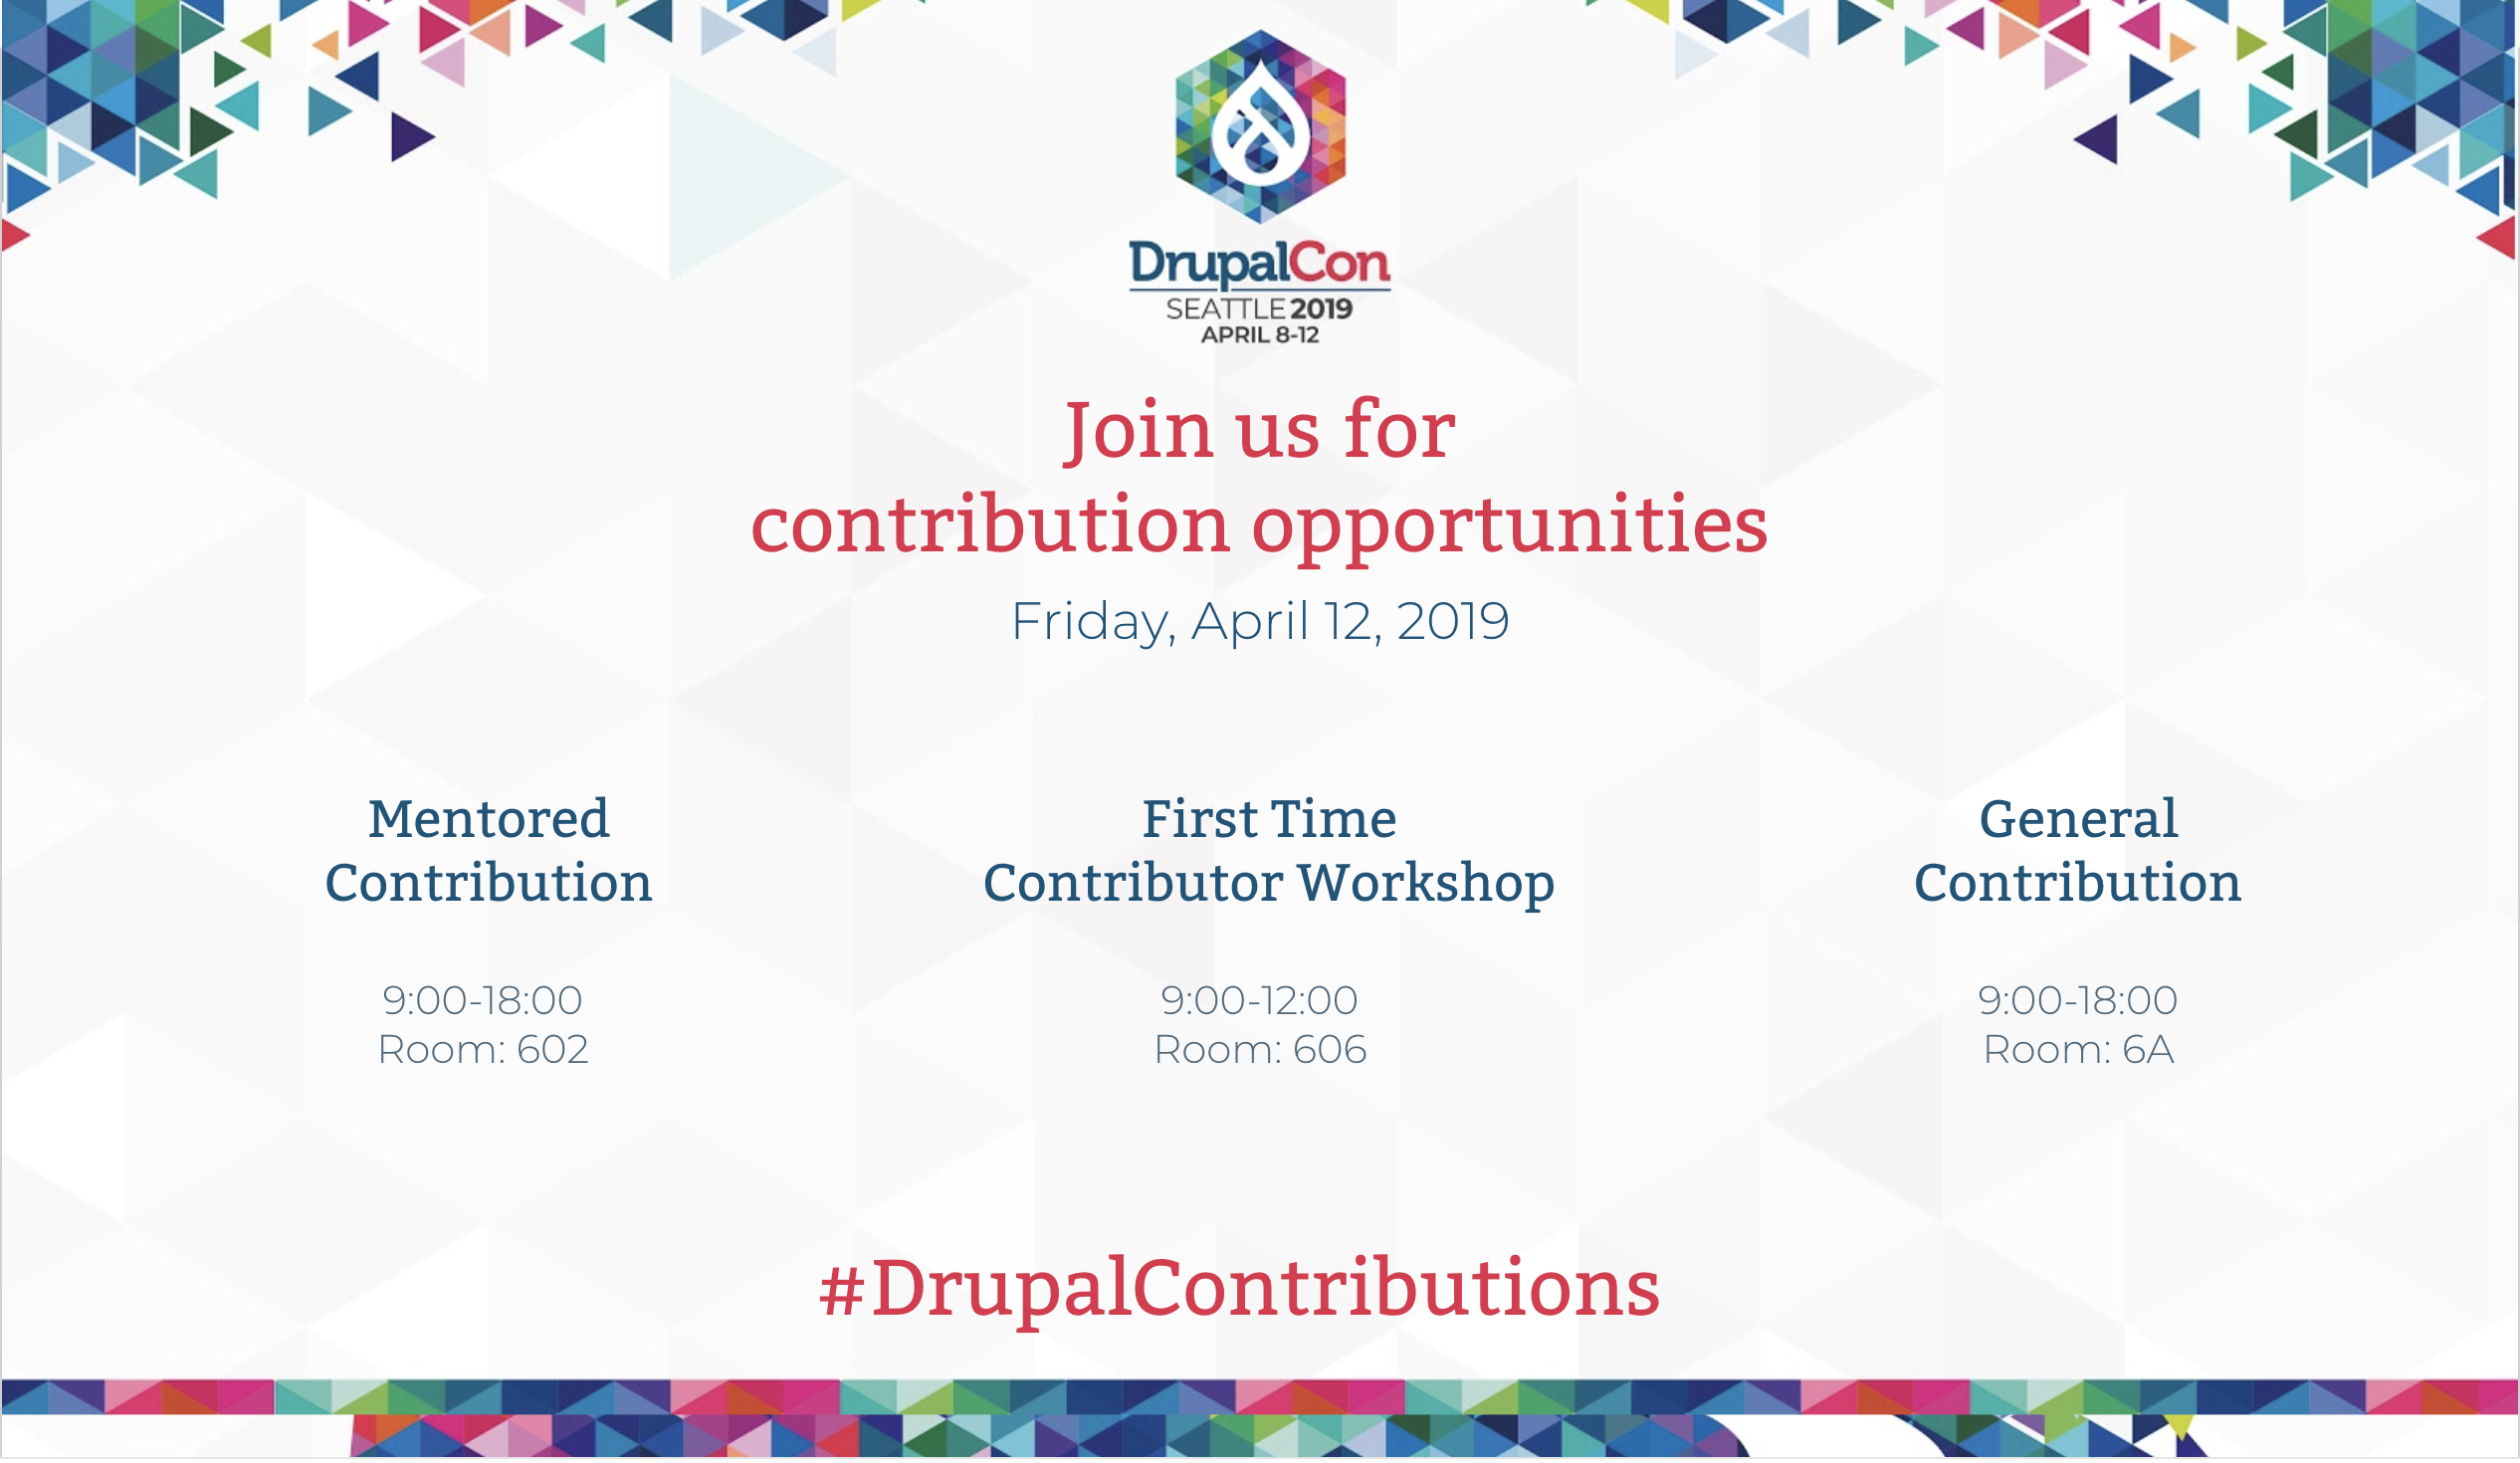 DrupalCon
SEATTLE 2019
APRIL 8-12
Join us for
contribution opportunities
Friday, April 12, 2019
Mentored
Contribution
9:00-18:00
Room: 602
First Time
Contributor Workshop
9:00-12:00
Room: 606
General
Contribution
9:00-18:00
Room: 6A
#DrupalContributions